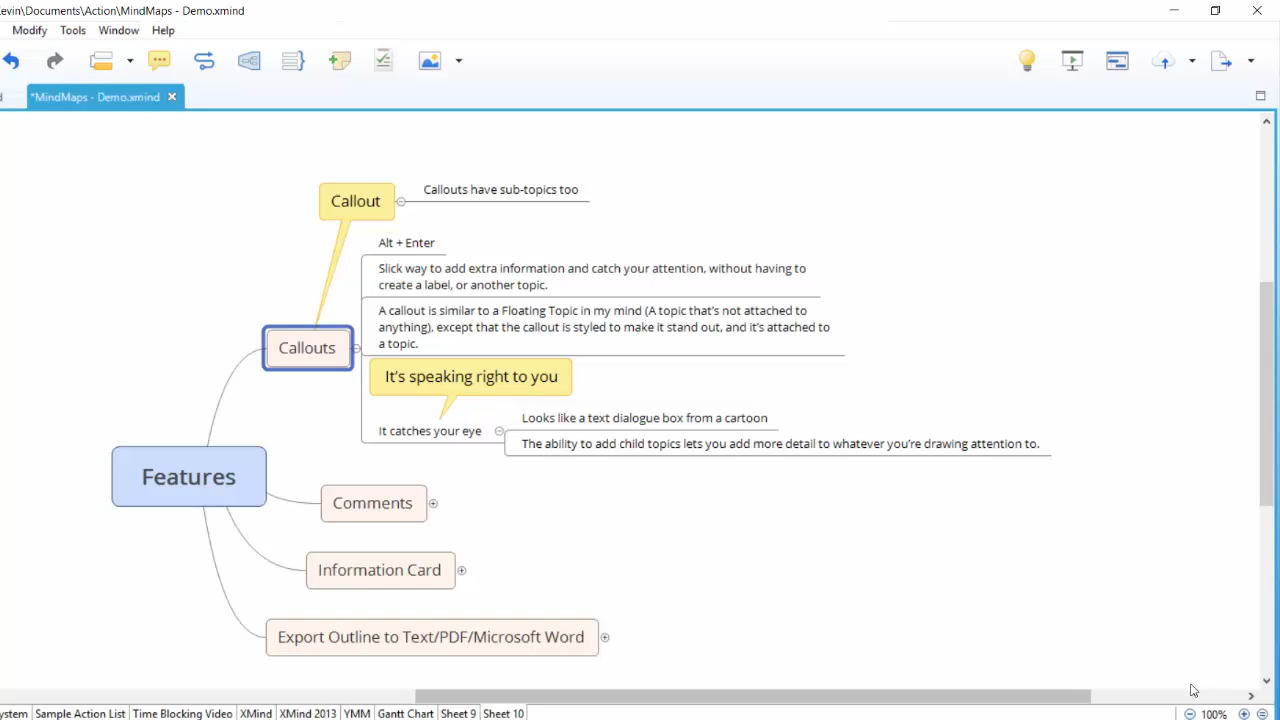 evin\Documents\Action\MindMaps - Demo.xmind
Modify Tools Window Help
*MindMaps - Demo.xmind
Callout
Callouts have sub-topics too
Alt + Enter
Slick way to add extra information and catch your attention, without having to
create a label, or another topic.
A callout is similar to a Floating Topic in my mind (A topic that's not attached to
anything), except that the callout is styled to make it stand out, and it's attached to
a topic.
Callouts
It's speaking right to you
It catches your eye
Looks like a text dialogue box from a cartoon
The ability to add child topics lets you add more detail to whatever you're drawing attention to.
Features
Comments
Information Card
Export Outline to Text/PDF/Microsoft Word
ystem Sample Action List Time Blocking Video XMind XMind 2013 YMM Gantt Chart Sheet 9 Sheet 10 100%